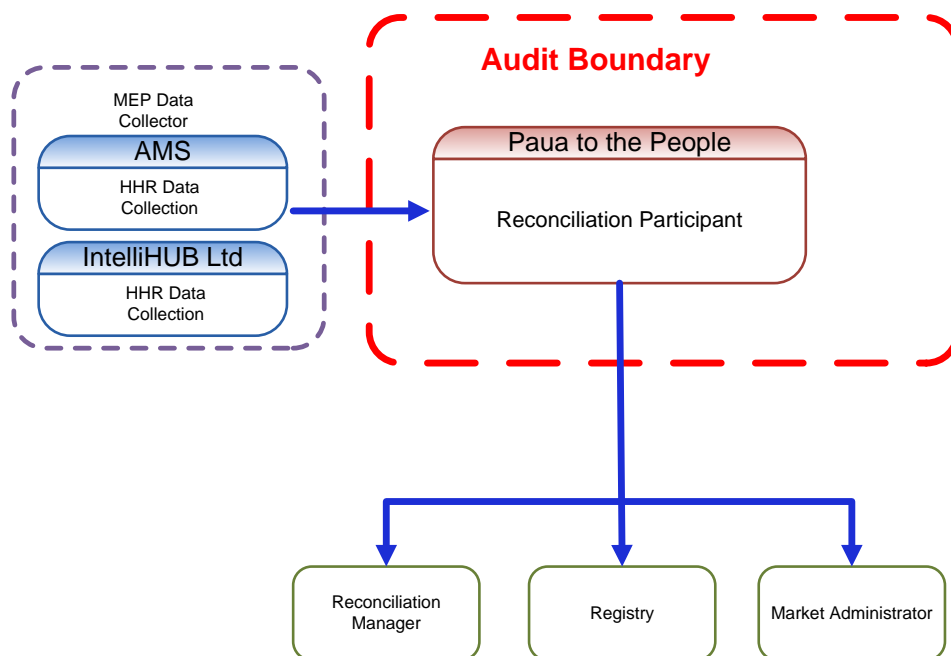 Audit Boundary
MEP Data
Collector
AMS
HHR Data
Collection
IntelliHUB Ltd
HHR Data
Collection
Paua to the People
Reconciliation Participant
Reconciliation
Manager
Registry
Market Administrator